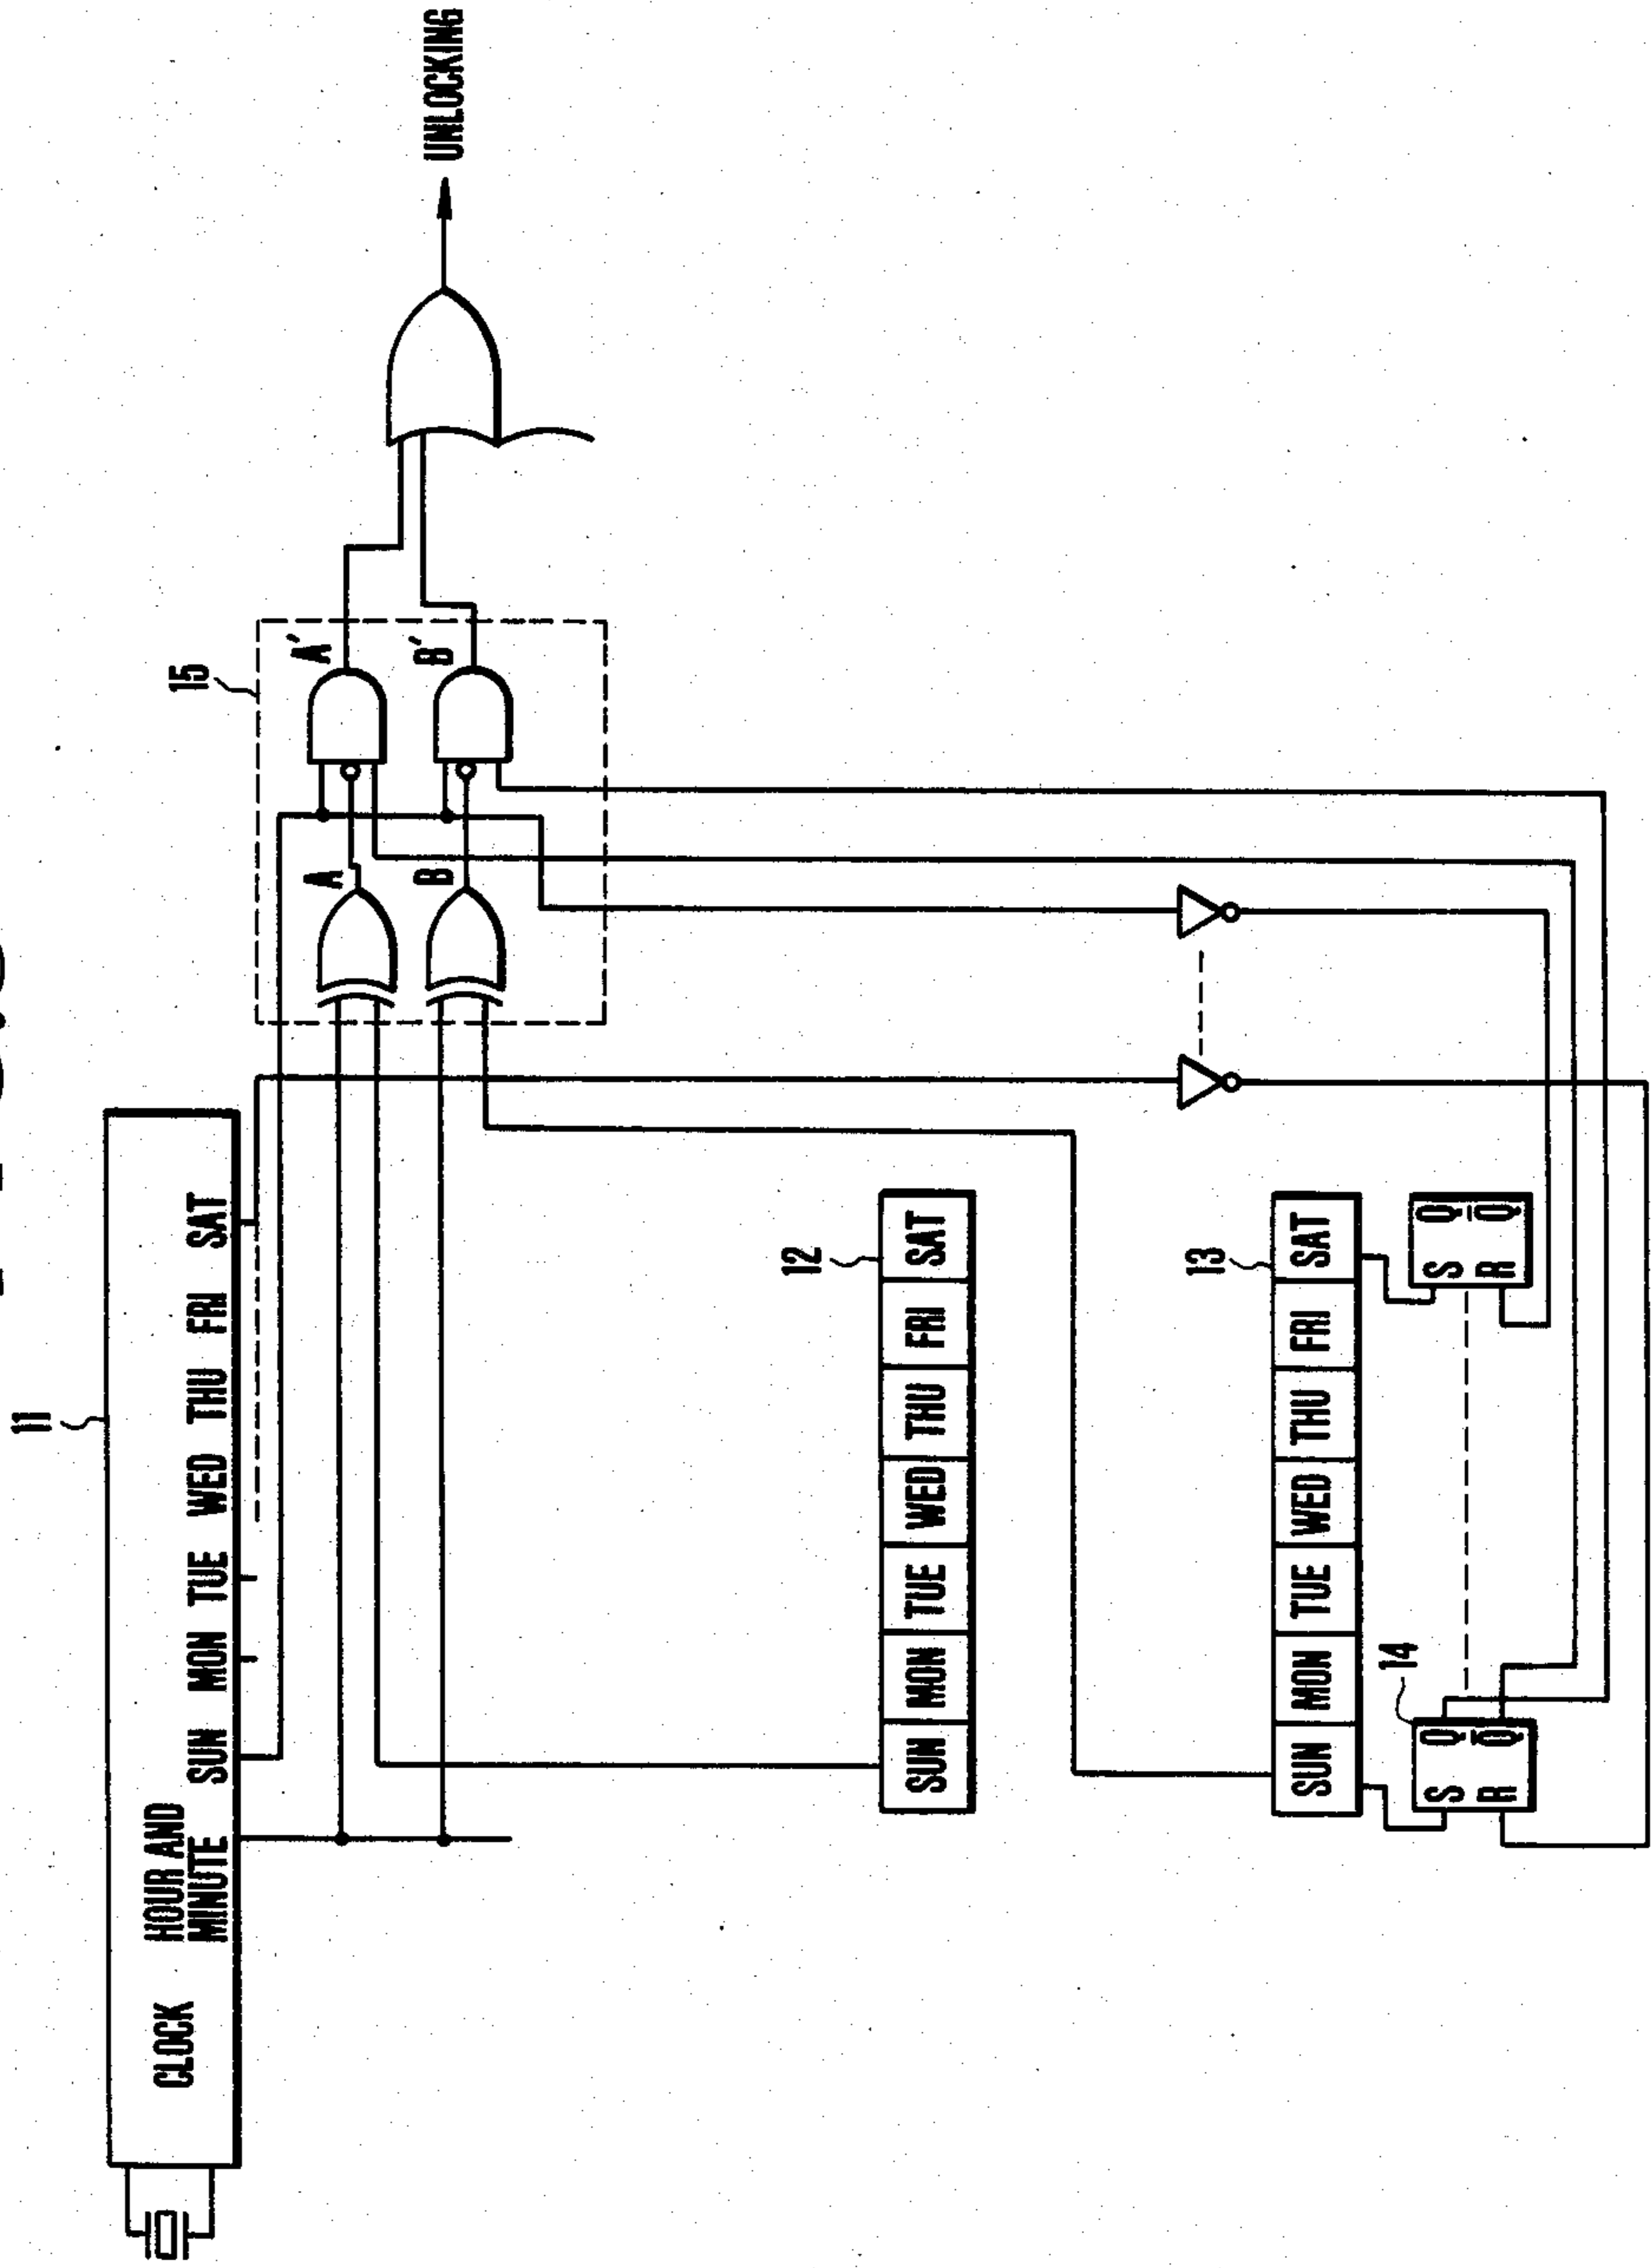 11
CLOCK
HOUR AND
MINUTE
SUN MON TUE WED THU FRI SAT
15
A A'
B B'
UNLOCKING
12
SUN MON TUE WED THU FRI SAT
13
SUN MON TUE WED THU FRI SAT
14
S Q
R Q̅
S Q
R Q̅